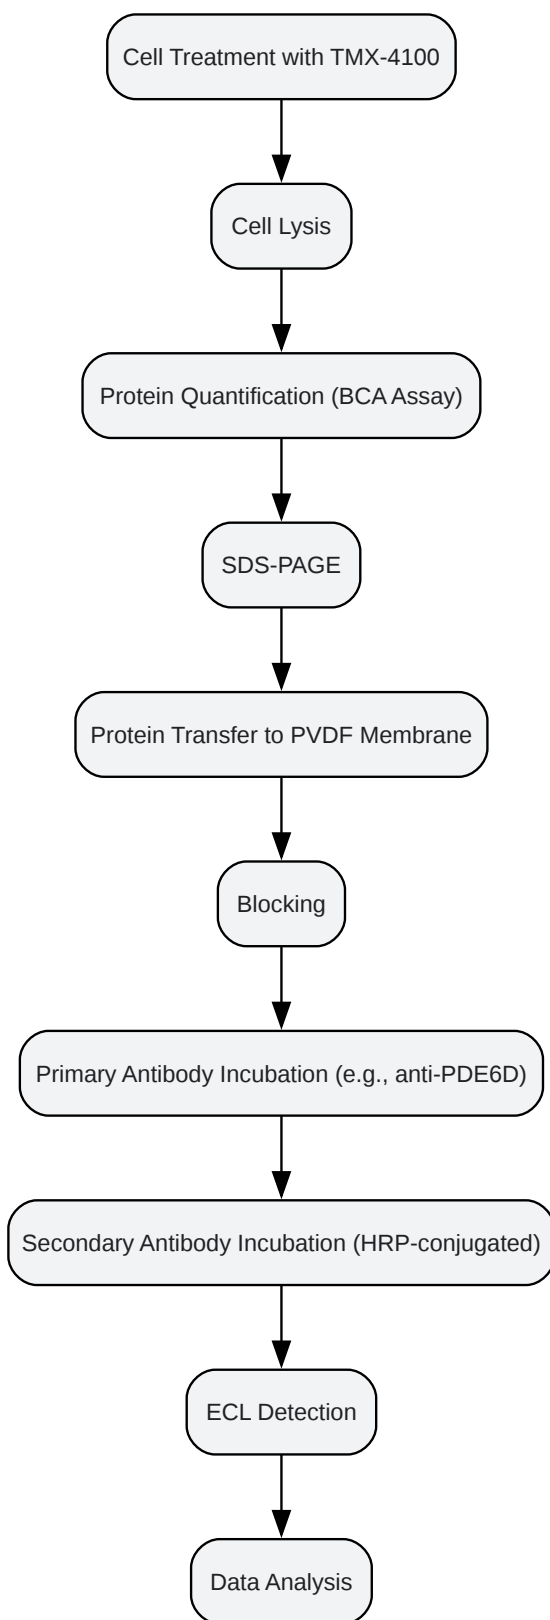 Cell Treatment with TMX-4100
Cell Lysis
Protein Quantification (BCA Assay)
SDS-PAGE
Protein Transfer to PVDF Membrane
Blocking
Primary Antibody Incubation (e.g., anti-PDE6D)
Secondary Antibody Incubation (HRP-conjugated)
ECL Detection
Data Analysis